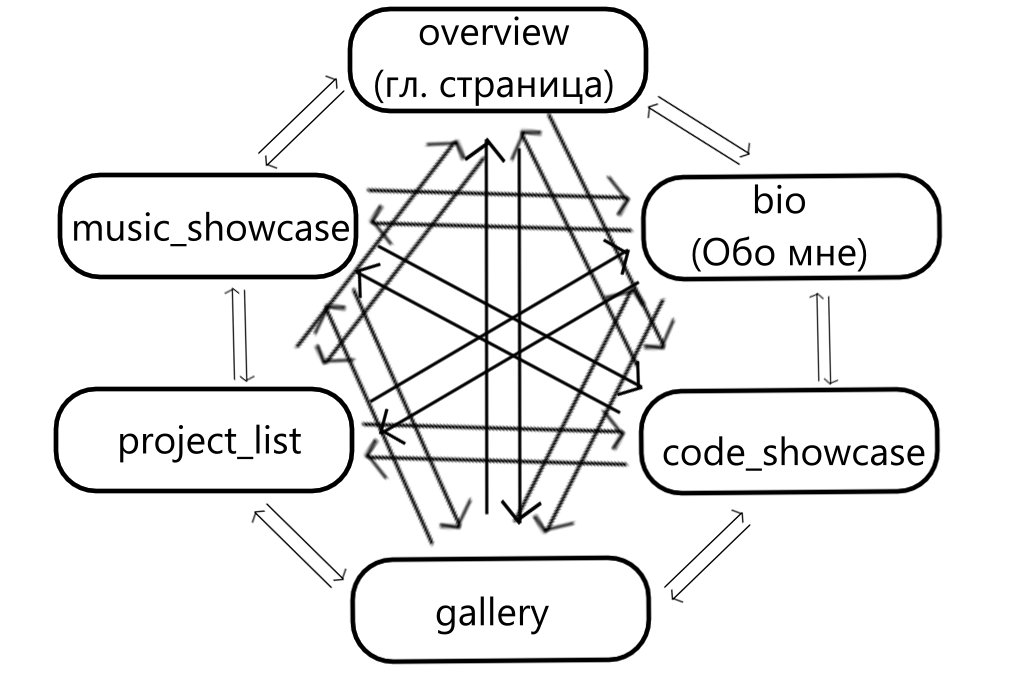 overview
(гл. страница)
music_showcase
bio
(Обо мне)
project_list
code_showcase
gallery